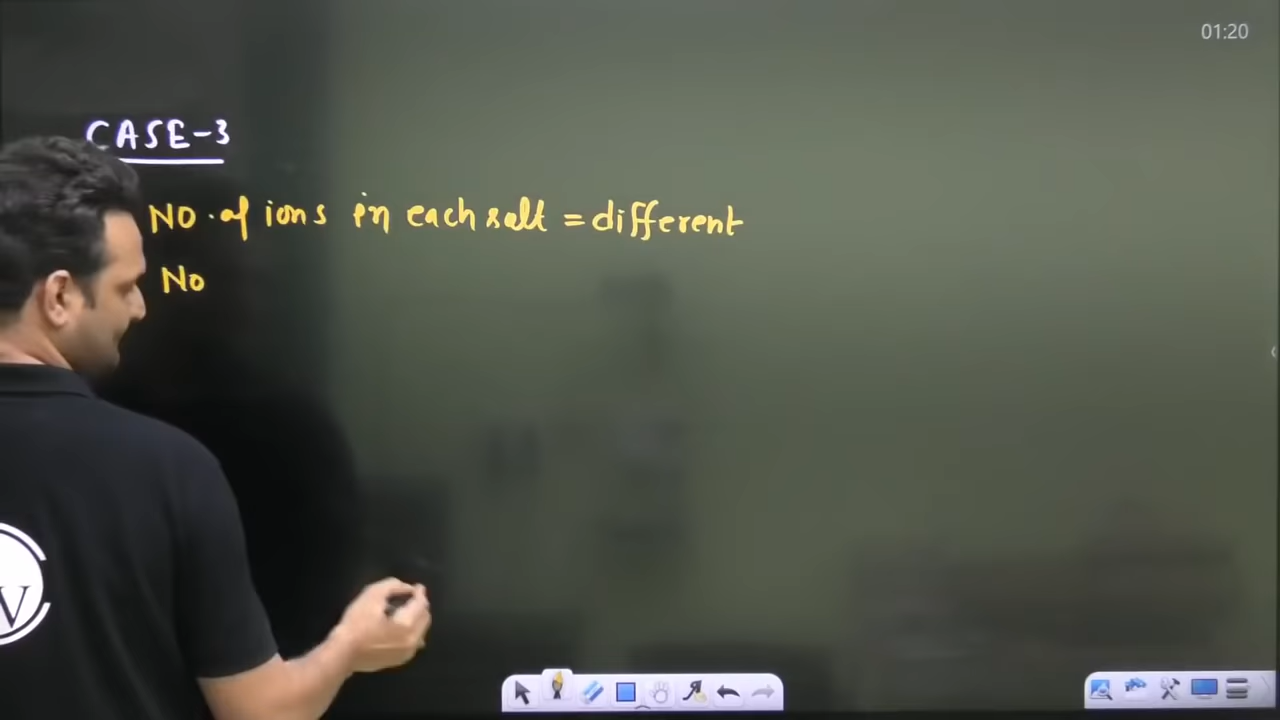 01:20
CASE-3
NO. of ions in each salt = different
No
V